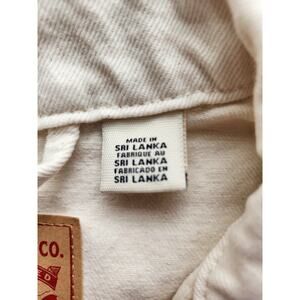 MADE IN
SRI LANKA
FABRIQUE AU
SRI LANKA
FABRICADO EN
SRI LANKA
CO.